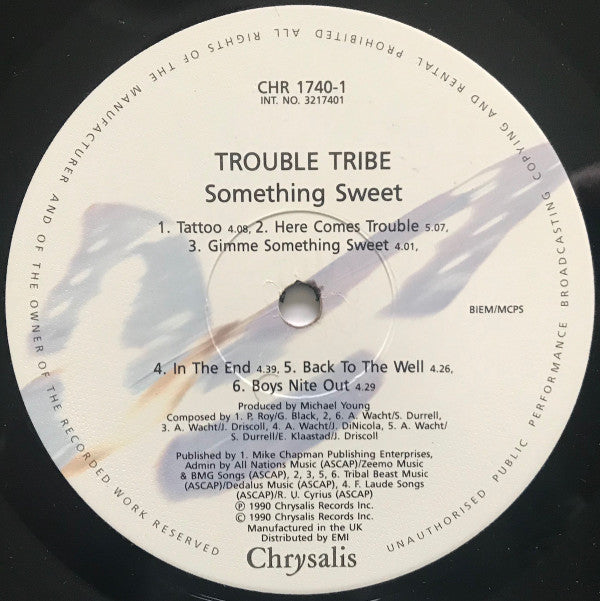 CHR 1740-1
INT. NO. 3217401
TROUBLE TRIBE
Something Sweet
1. Tattoo 4.08, 2. Here Comes Trouble 5.07,
3. Gimme Something Sweet 4.01,
BIEM/MCPS
4. In The End 4.39, 5. Back To The Well 4.26,
6. Boys Nite Out 4.29
Produced by Michael Young
Composed by 1. P. Roy/G. Black, 2, 6. A. Wacht/S. Durrell,
3. A. Wacht/J. Driscoll, 4. A. Wacht/J. DiNicola, 5. A. Wacht/
S. Durrell/E. Klaastad/J. Driscoll
Published by 1. Mike Chapman Publishing Enterprises,
Admin by All Nations Music (ASCAP)/Zeemo Music
& BMG Songs (ASCAP), 2, 3, 5, 6. Tribal Beast Music
(ASCAP)/Dedalus Music (ASCAP), 4. F. Laude Songs
(ASCAP)/R. U. Cyrius (ASCAP)
℗ 1990 Chrysalis Records Inc.
© 1990 Chrysalis Records Inc.
Manufactured in the UK
Distributed by EMI
Chrysalis
ALL RIGHTS OF THE MANUFACTURER AND OF THE OWNER OF THE RECORDED WORK RESERVED
UNAUTHORISED PUBLIC PERFORMANCE BROADCASTING COPYING AND RENTAL PROHIBITED